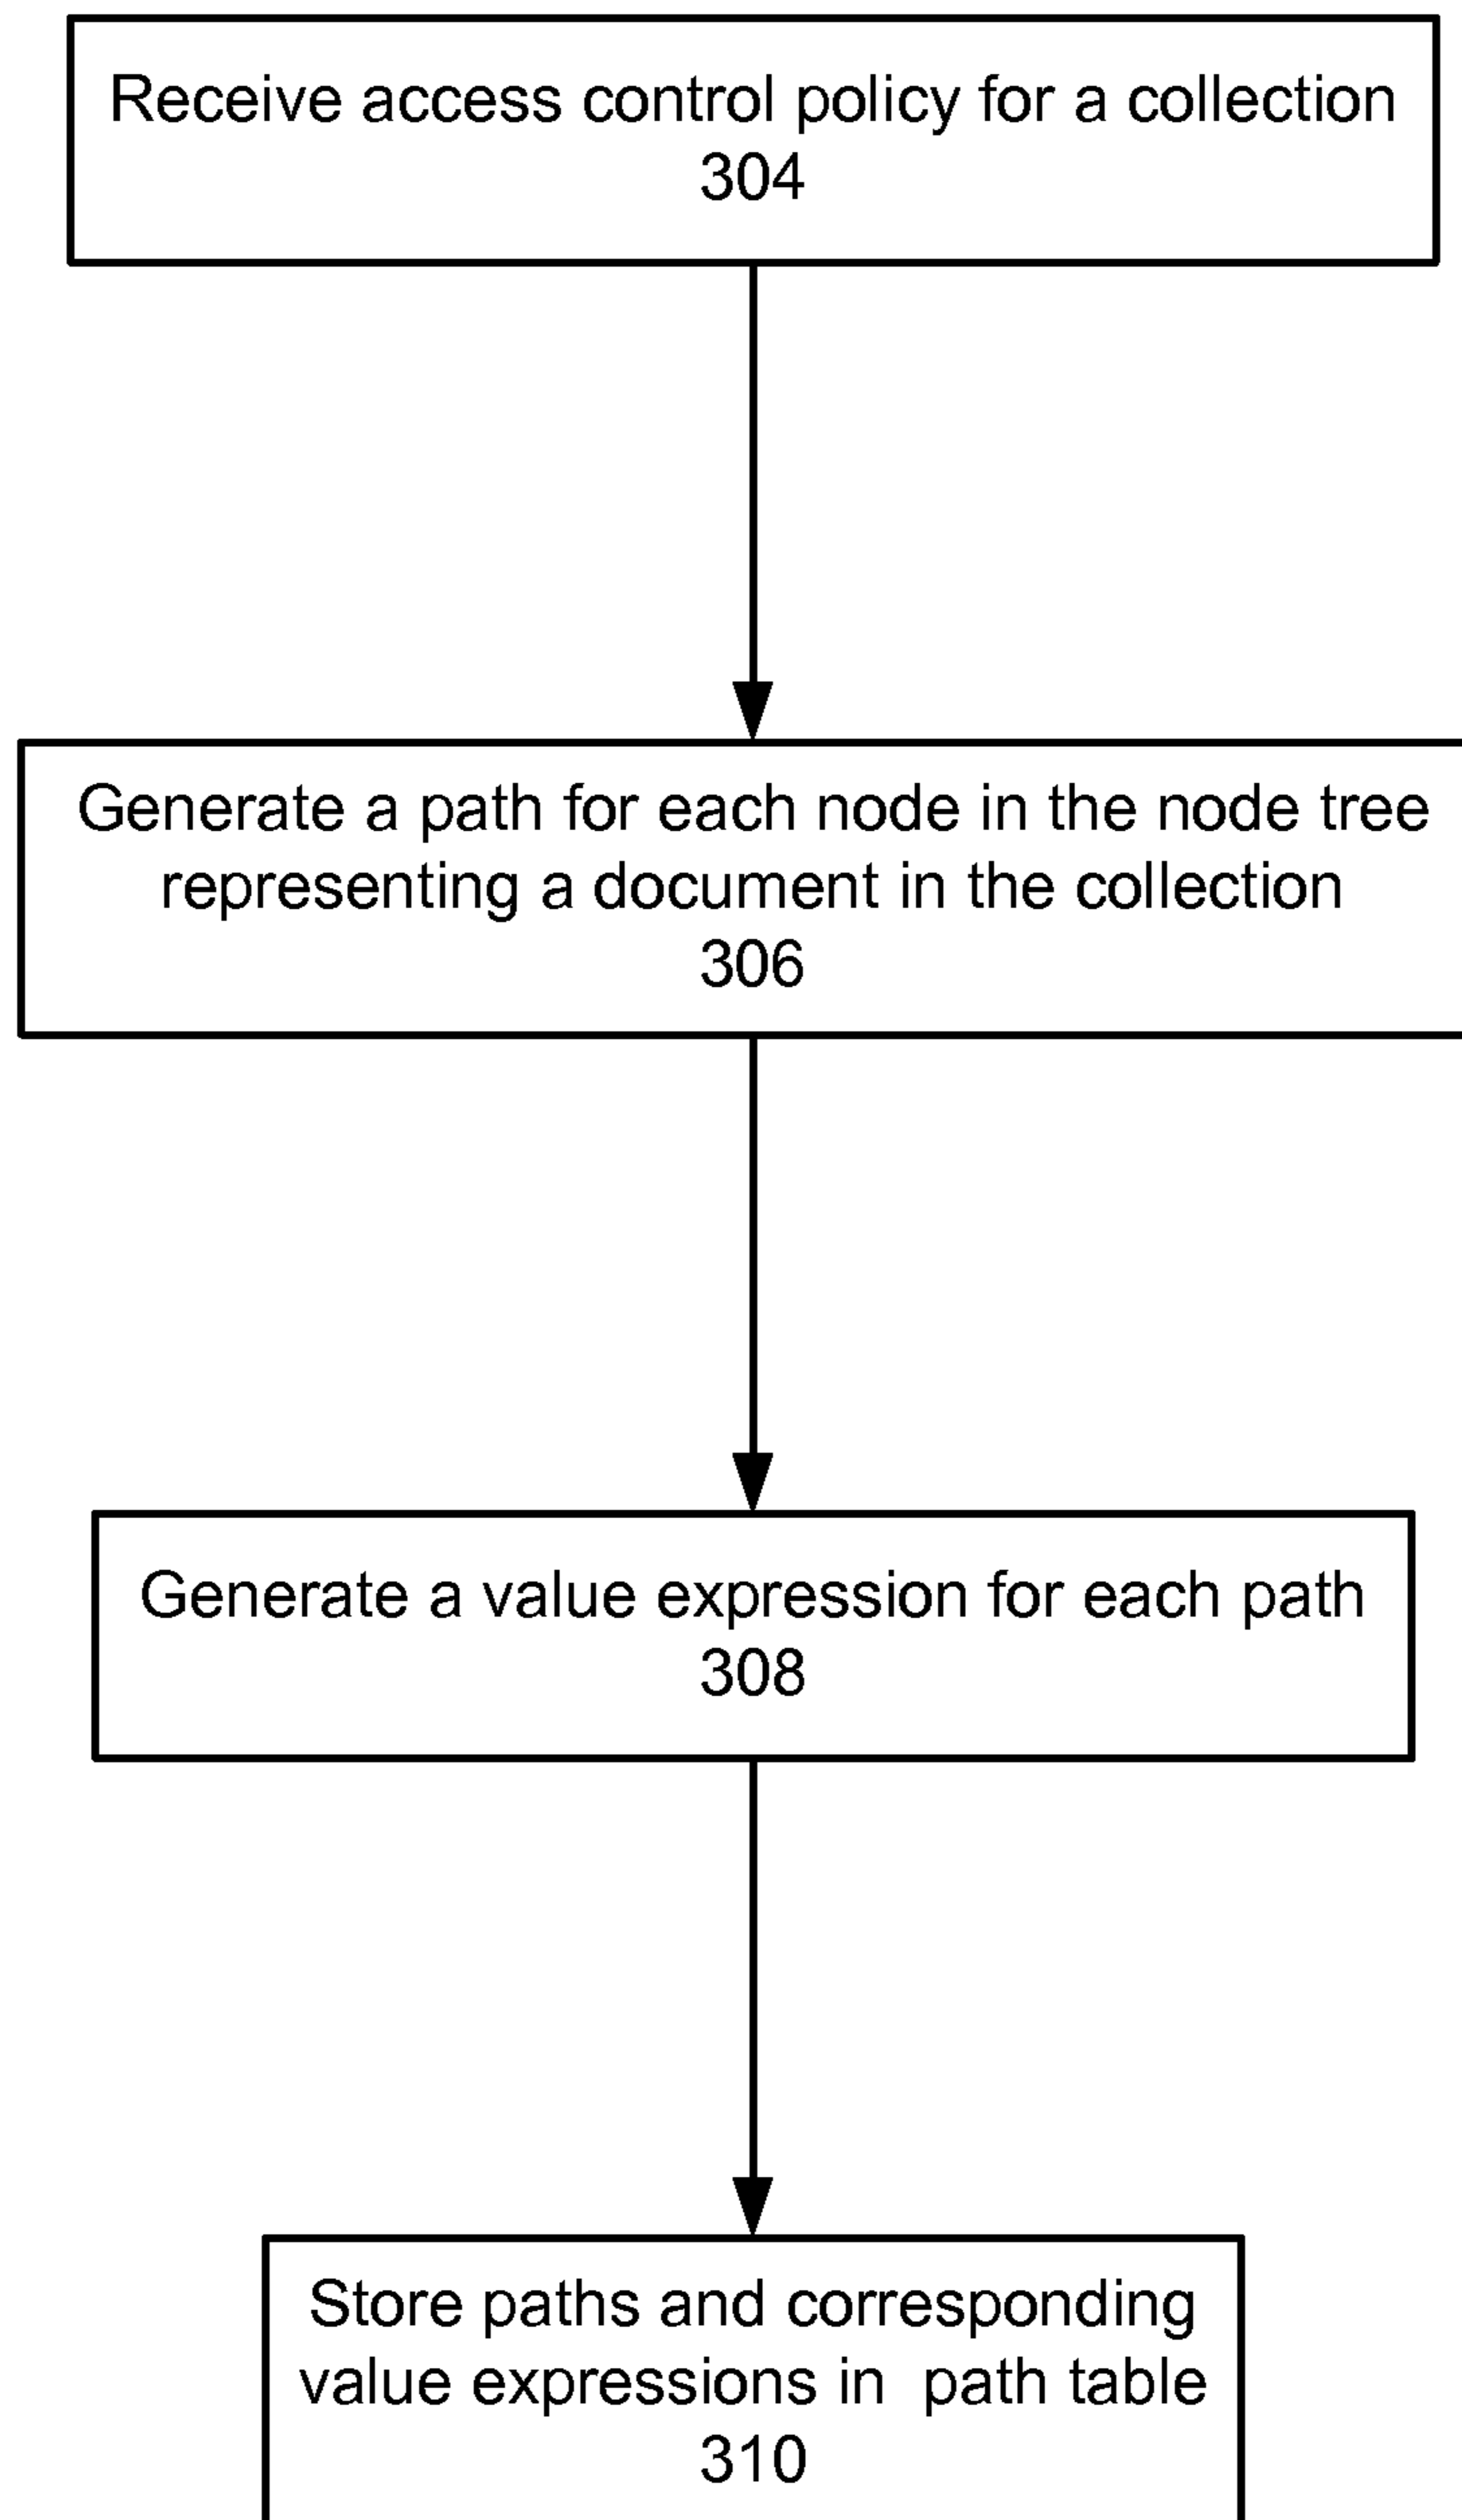 Receive access control policy for a collection
304
Generate a path for each node in the node tree
representing a document in the collection
306
Generate a value expression for each path
308
Store paths and corresponding
value expressions in path table
310